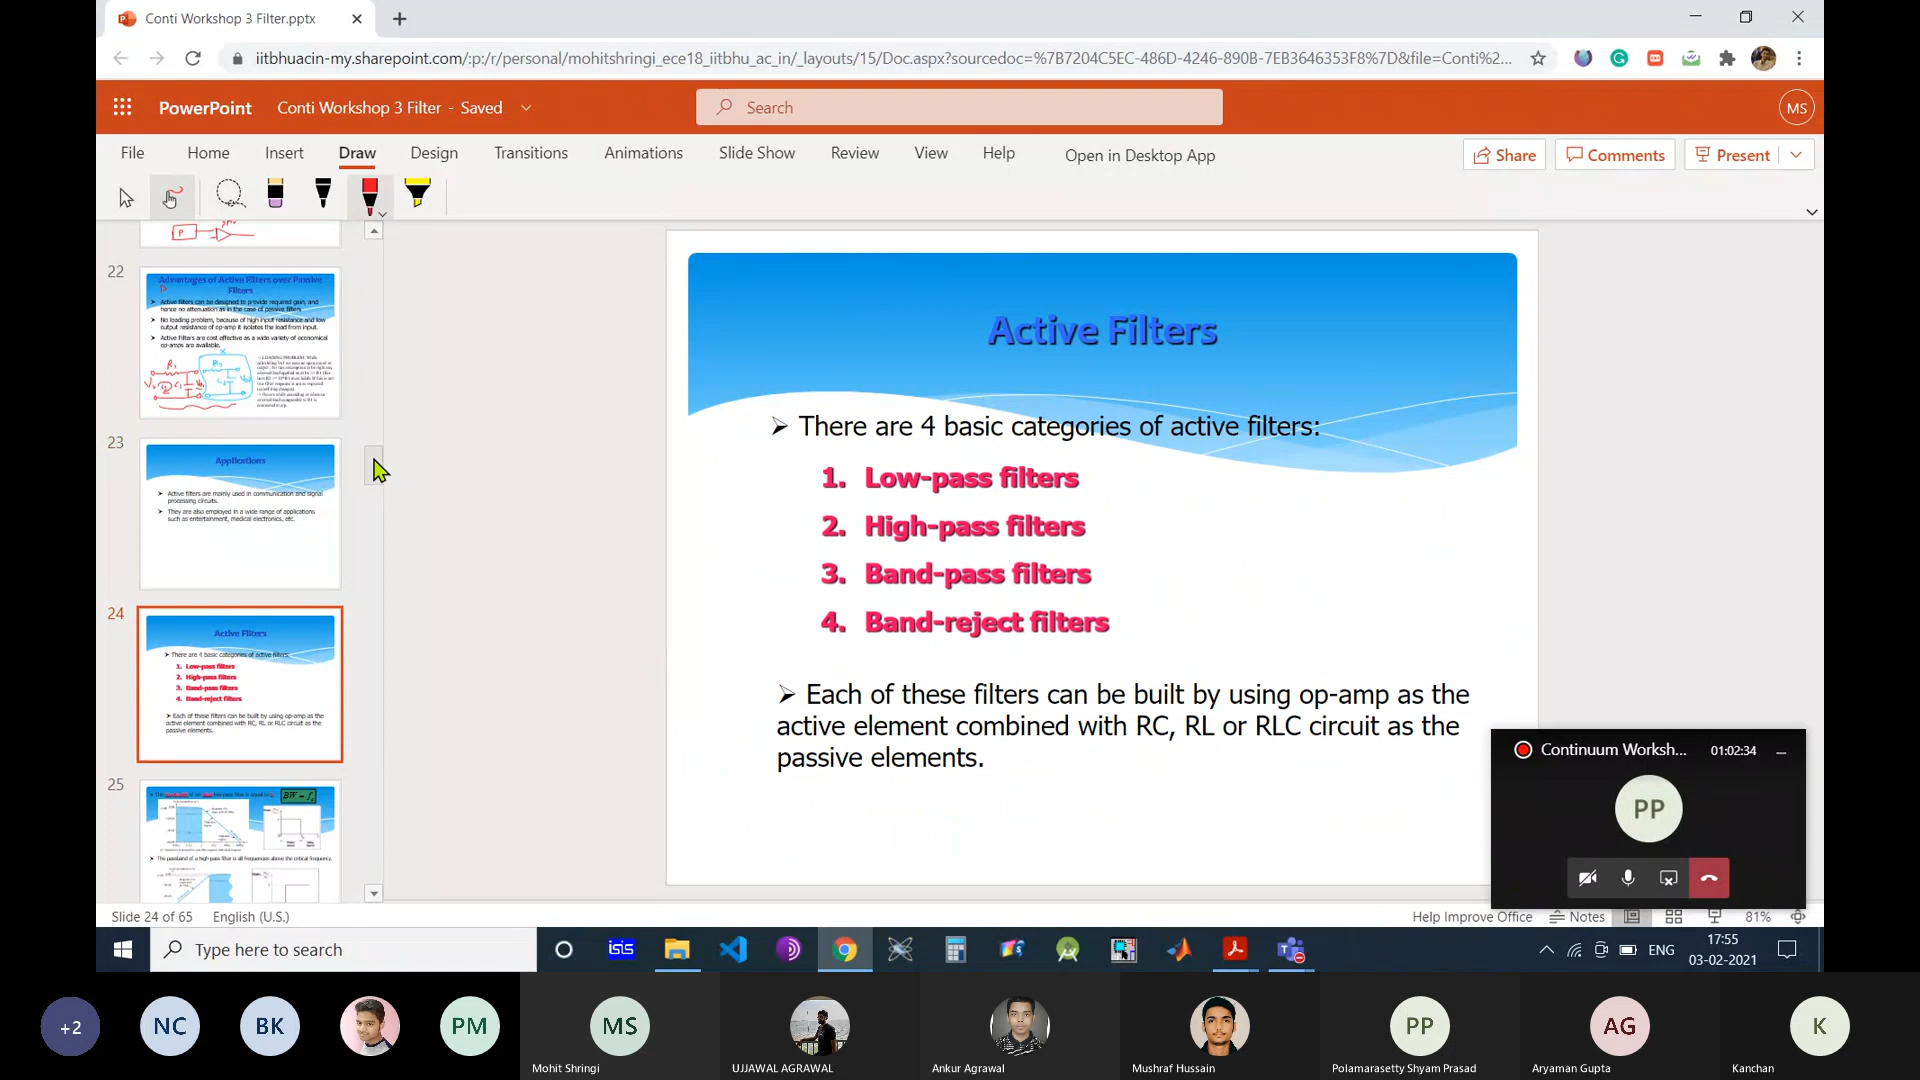 Conti Workshop 3 Filter.pptx
iitbhuacin-my.sharepoint.com/:p:/r/personal/mohitshringi_ece18_iitbhu_ac_in/_layouts/15/Doc.aspx?sourcedoc=%7B7204C5EC-486D-4246-890B-7EB3646353F8%7D&file=Conti%2...
PowerPoint Conti Workshop 3 Filter - Saved Search MS
File Home Insert Draw Design Transitions Animations Slide Show Review View Help Open in Desktop App Share Comments Present
P
22
Advantages of Active Filters over Passive
Filters
Active filters can be designed to provide required gain, and
hence no attenuation as in the case of passive filters
No loading problem, because of high input resistance and low
output resistance of op-amp it isolates the load from input.
Active Filters are cost effective as a wide variety of economical
op-amps are available.
23
Applications
Active filters are mainly used in communication and signal
processing circuits.
They are also employed in a wide range of applications
such as entertainment, medical electronics, etc.
24
Active Filters
There are 4 basic categories of active filters:
1. Low-pass filters
2. High-pass filters
3. Band-pass filters
4. Band-reject filters
Each of these filters can be built by using op-amp as the
active element combined with RC, RL or RLC circuit as the
passive elements.
25
The passband of a high-pass filter is all frequencies above the critical frequency.
Active Filters
➢ There are 4 basic categories of active filters:
1. Low-pass filters
2. High-pass filters
3. Band-pass filters
4. Band-reject filters
➢ Each of these filters can be built by using op-amp as the
active element combined with RC, RL or RLC circuit as the
passive elements.
Continuum Worksh... 01:02:34
PP
Slide 24 of 65 English (U.S.) Help Improve Office Notes 81%
Type here to search isis ENG 17:55
03-02-2021
+2 NC BK PM MS PP AG K
Mohit Shringi UJJAWAL AGRAWAL Ankur Agrawal Mushraf Hussain Polamarasetty Shyam Prasad Aryaman Gupta Kanchan